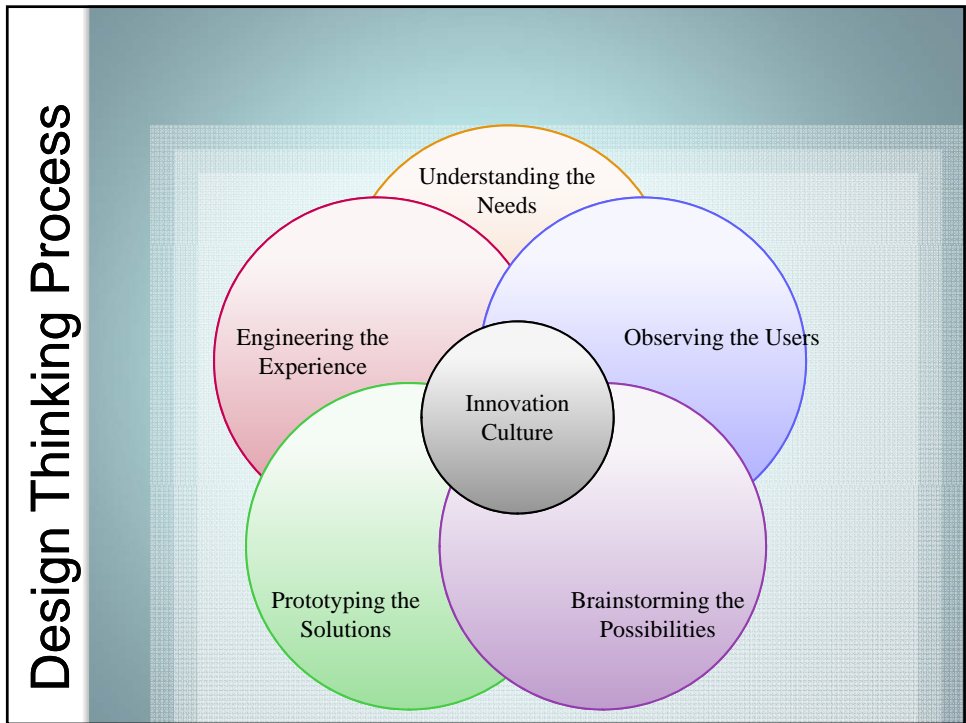 Design Thinking Process
Understanding the
Needs
Engineering the
Experience
Observing the Users
Innovation
Culture
Prototyping the
Solutions
Brainstorming the
Possibilities